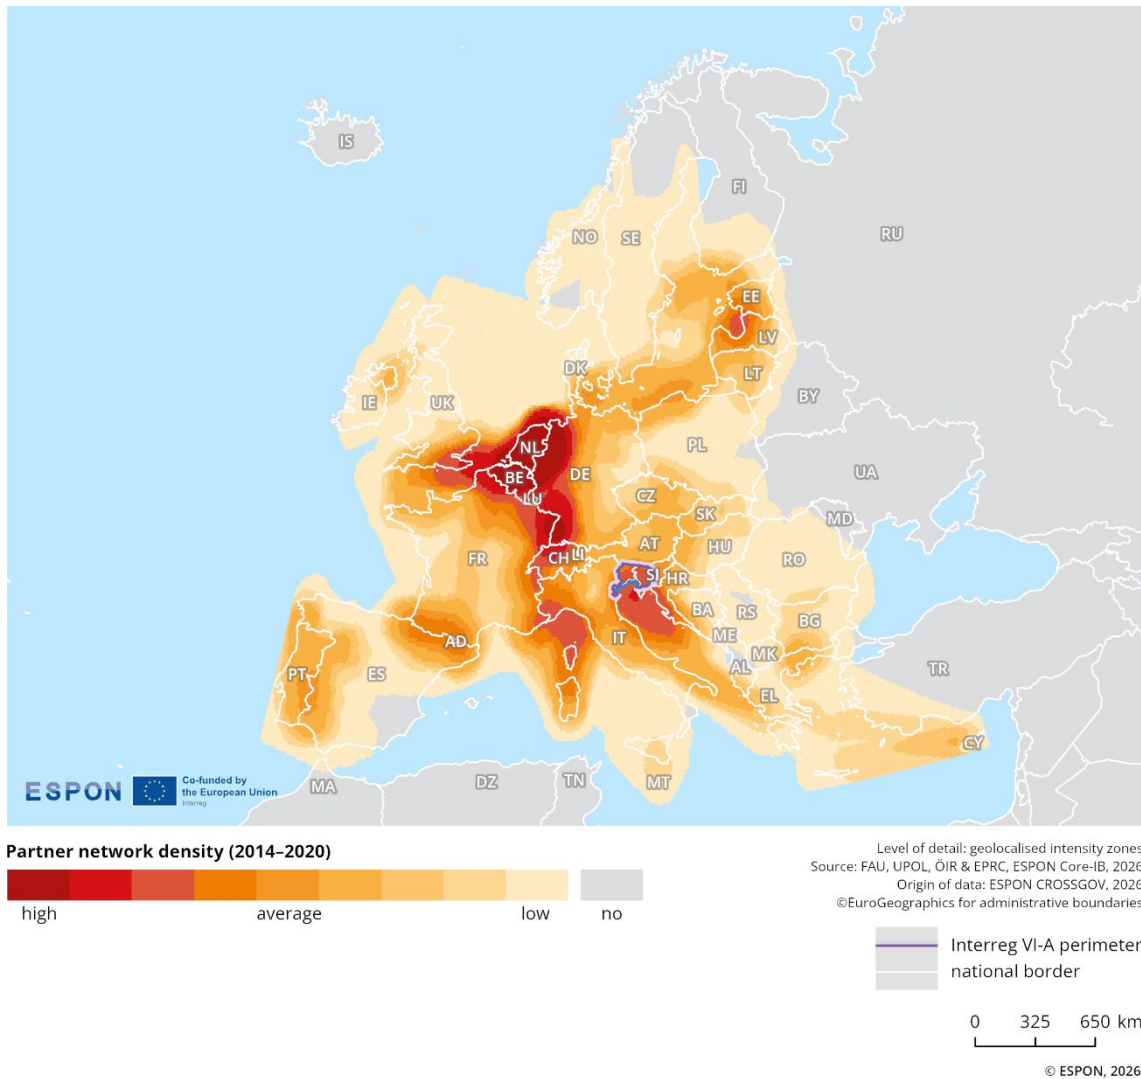 IS
FI
RU
NO
SE
EE
LV
DK
LT
IE
UK
BY
NL
PL
BE
DE
UA
LU
CZ
SK
MD
AT
FR
CH
LI
HU
RO
SI
HR
BA
RS
BG
AD
IT
ME
MK
PT
ES
AL
TR
EL
CY
MA
DZ
TN
MT
ESPON
Co-funded by
the European Union
Interreg
Partner network density (2014–2020)
high
average
low
no
Level of detail: geolocalised intensity zones
Source: FAU, UPOL, ÖIR & EPRC, ESPON Core-IB, 2026
Origin of data: ESPON CROSSGOV, 2026
©EuroGeographics for administrative boundaries
Interreg VI-A perimeter
national border
0 325 650 km
© ESPON, 2026